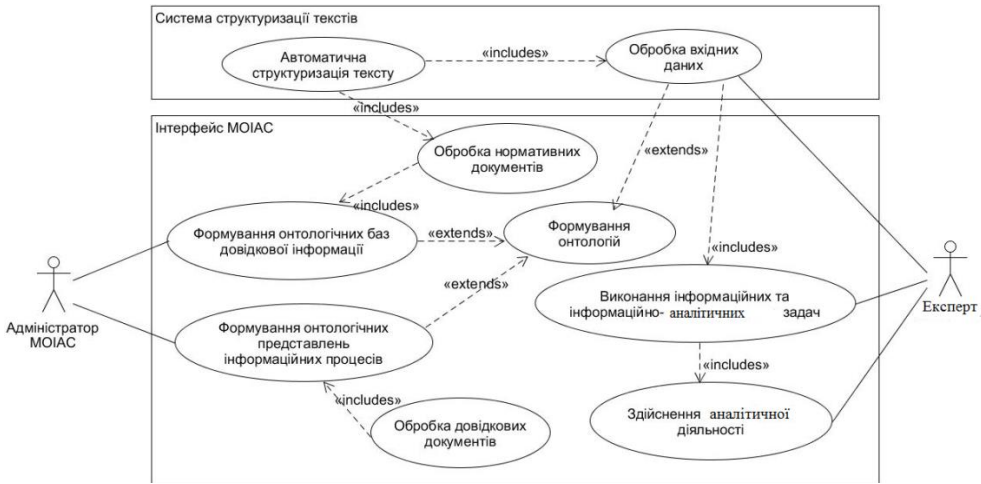 Система структуризації текстів
Автоматична
структуризація тексту
«includes»
Обробка вхідних
даних
«includes»
Інтерфейс МОІАС
Обробка нормативних
документів
«extends»
«includes»
Формування онтологічних баз
довідкової інформації
«extends»
Формування
онтологій
«includes»
Адміністратор
МОІАС
«extends»
Виконання інформаційних та
інформаційно- аналітичних задач
Експерт
Формування онтологічних
представлень
інформаційних процесів
«includes»
«includes»
Обробка довідкових
документів
Здійснення аналітичної
діяльності